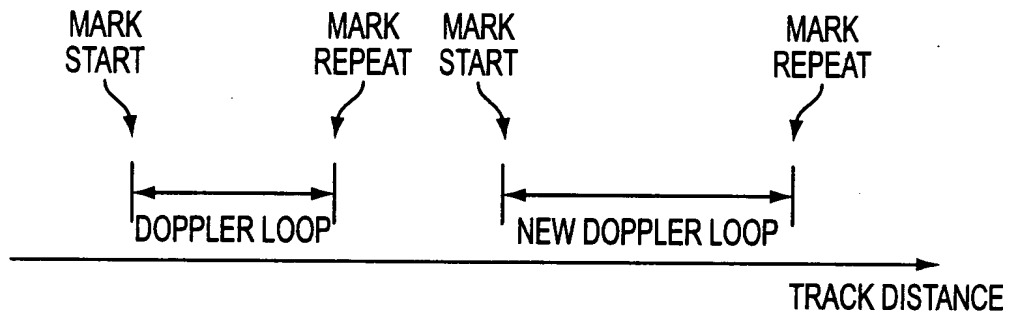 MARK
START
MARK
REPEAT
MARK
START
MARK
REPEAT
DOPPLER LOOP
NEW DOPPLER LOOP
TRACK DISTANCE